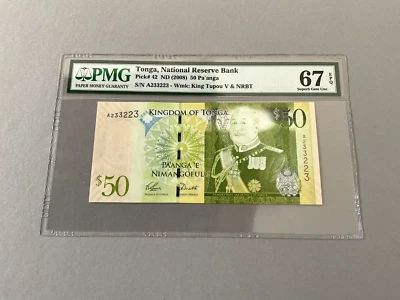 PMG
PAPER MONEY GUARANTY
Tonga, National Reserve Bank
Pick# 42 ND (2008) 50 Pa'anga
S/N A233223 - Wmk: King Tupou V & NRBT
67 EPQ
Superb Gem Unc
A233223
KINGDOM OF TONGA
$50
PA'ANGA 'E
NIMANGOFULU
$50
A233223